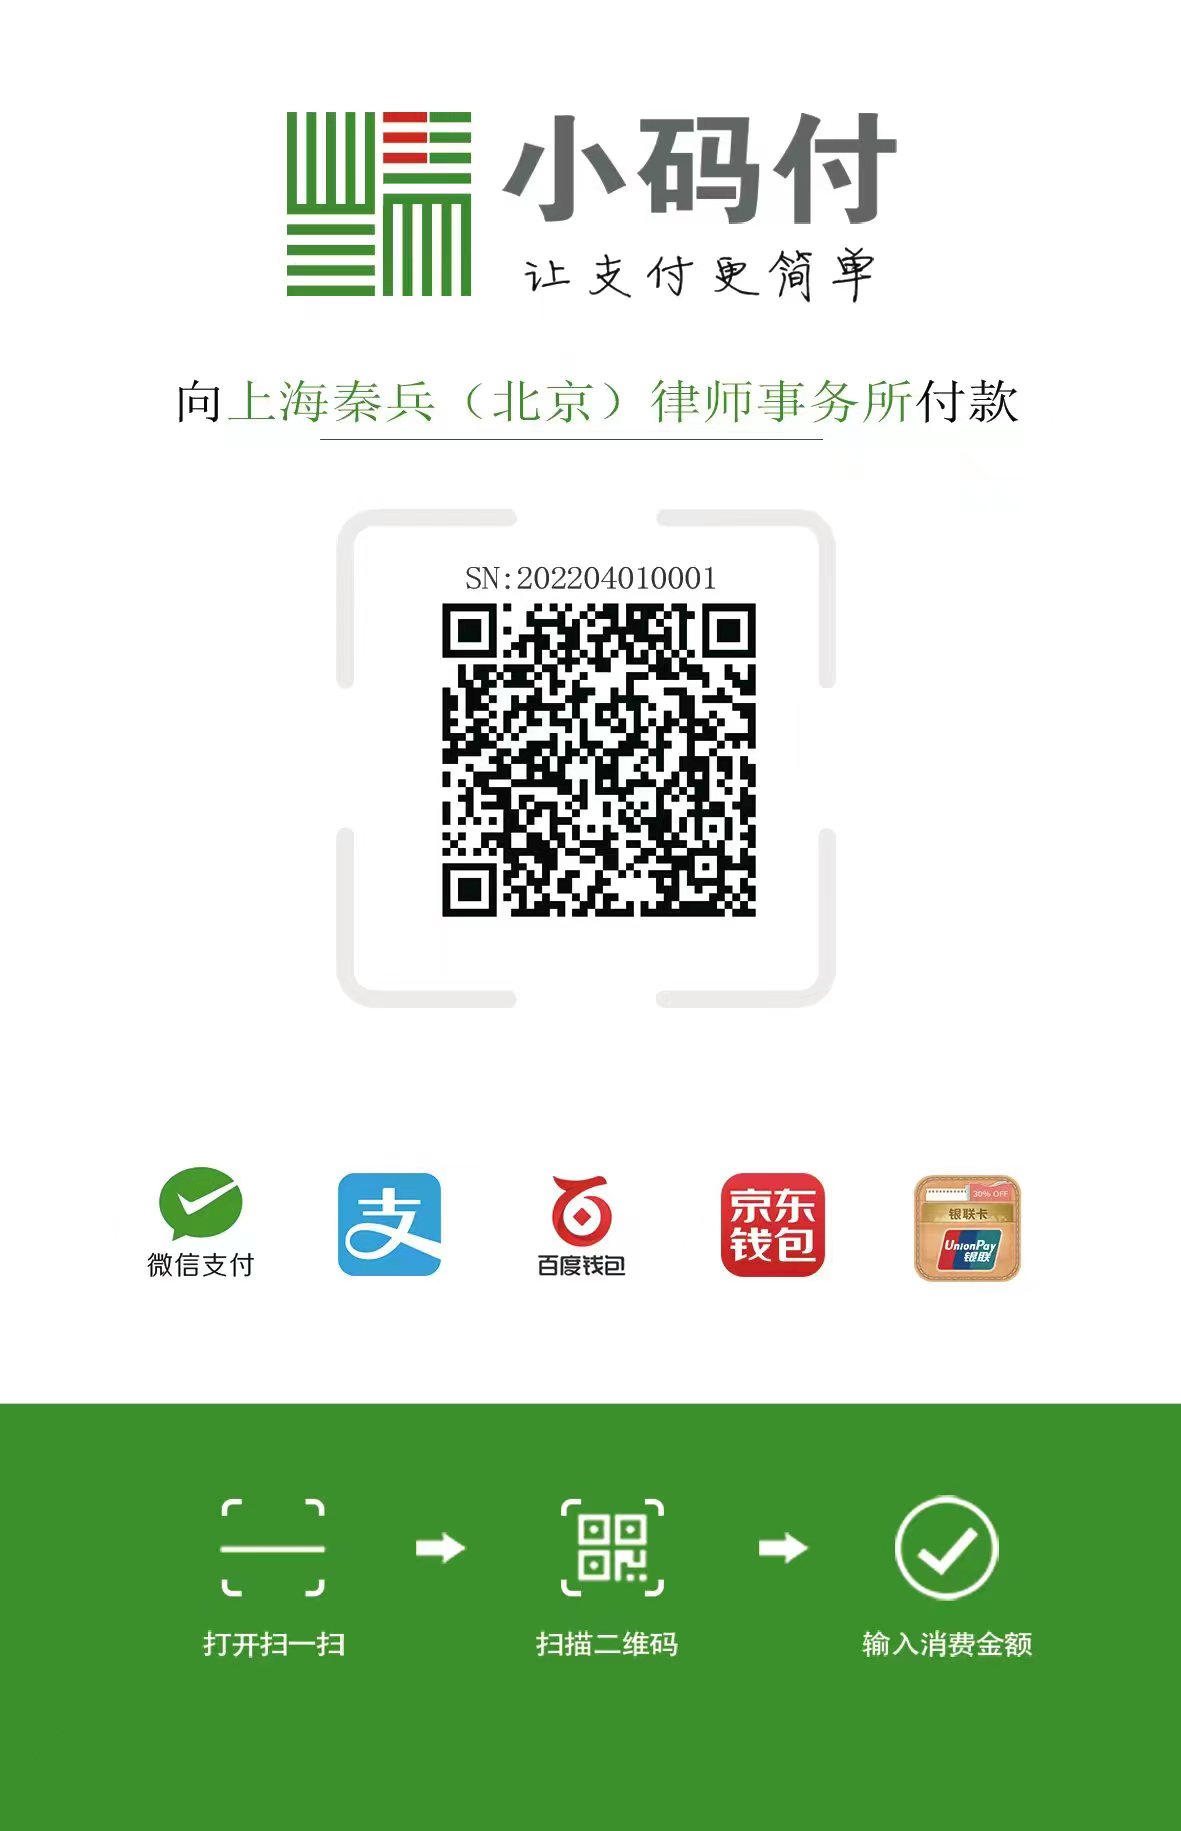 小码付
让支付更简单
向上海秦兵（北京）律师事务所付款
SN:202204010001
微信支付
支
百度钱包
京东
钱包
30% OFF
银联卡
UnionPay
银联
打开扫一扫
扫描二维码
输入消费金额